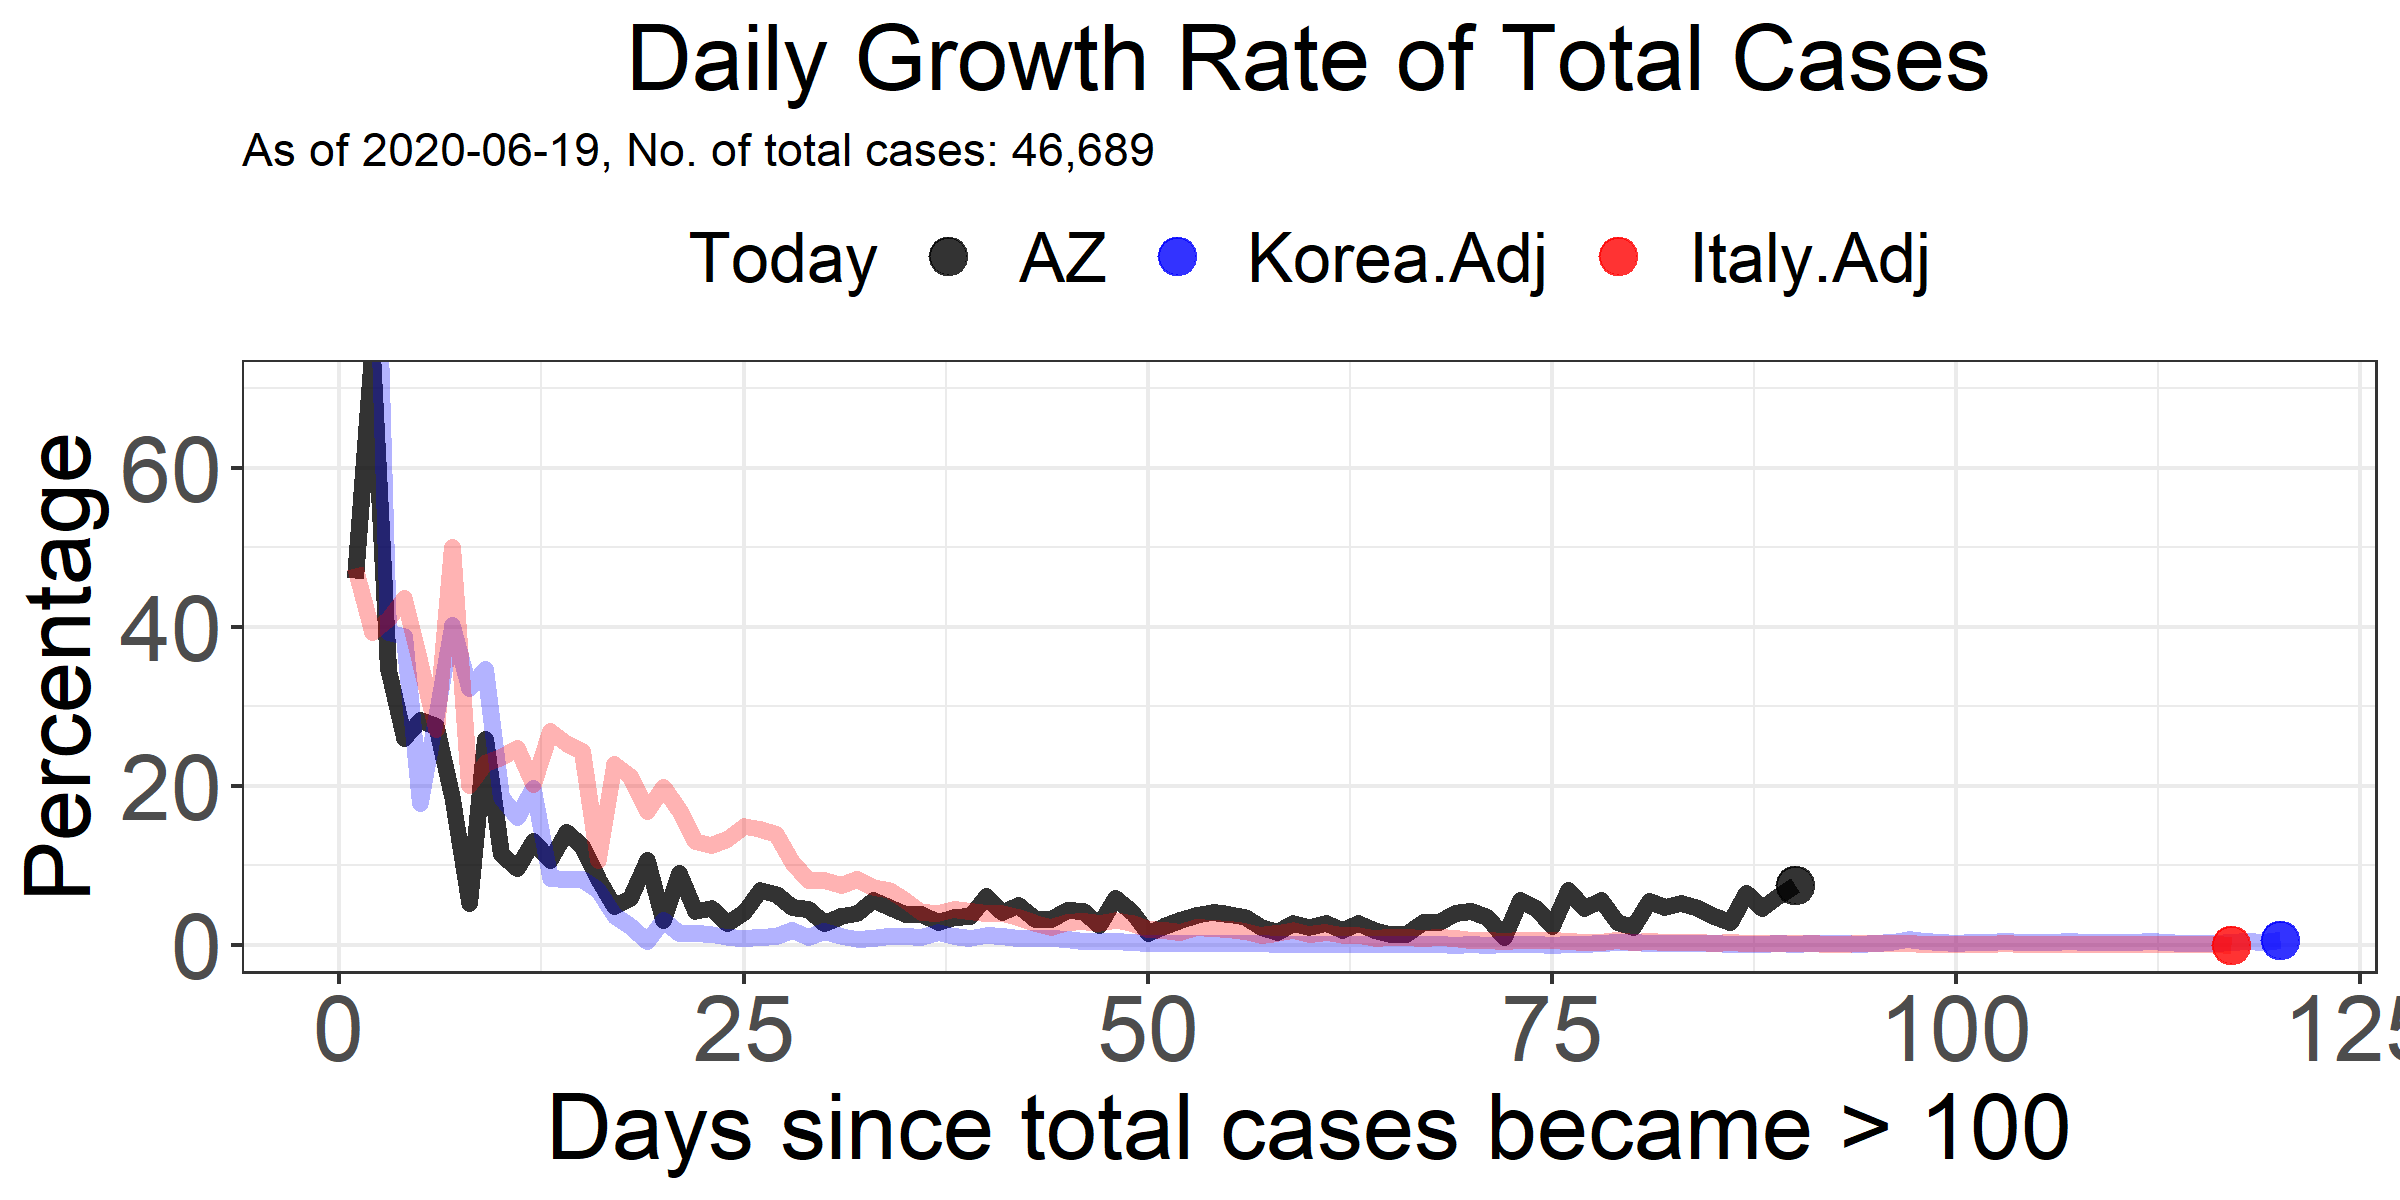 Daily Growth Rate of Total Cases
As of 2020-06-19, No. of total cases: 46,689
Today AZ Korea.Adj Italy.Adj
Percentage
60
40
20
0
0 25 50 75 100 125
Days since total cases became > 100